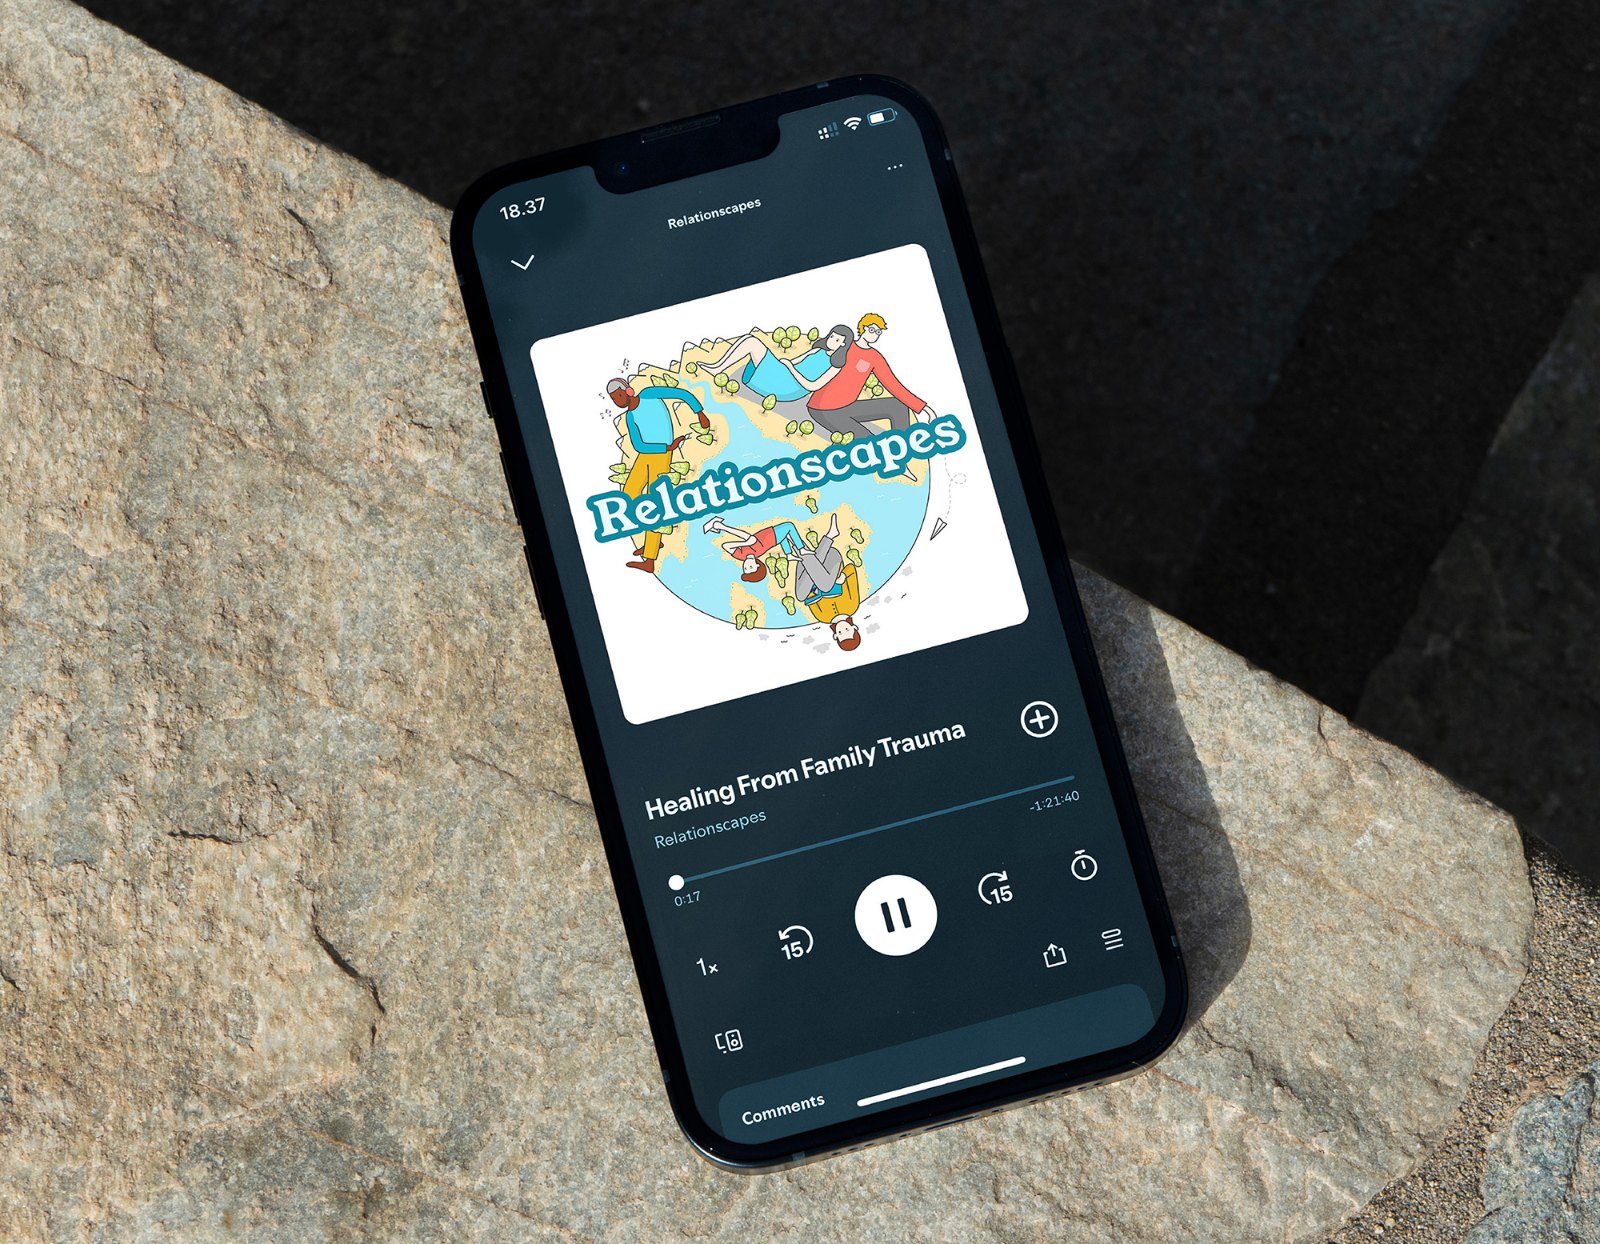 18.37
Relationscapes
Relationscapes
Healing From Family Trauma
Relationscapes
0:17
-1:21:40
1x
15
15
Comments